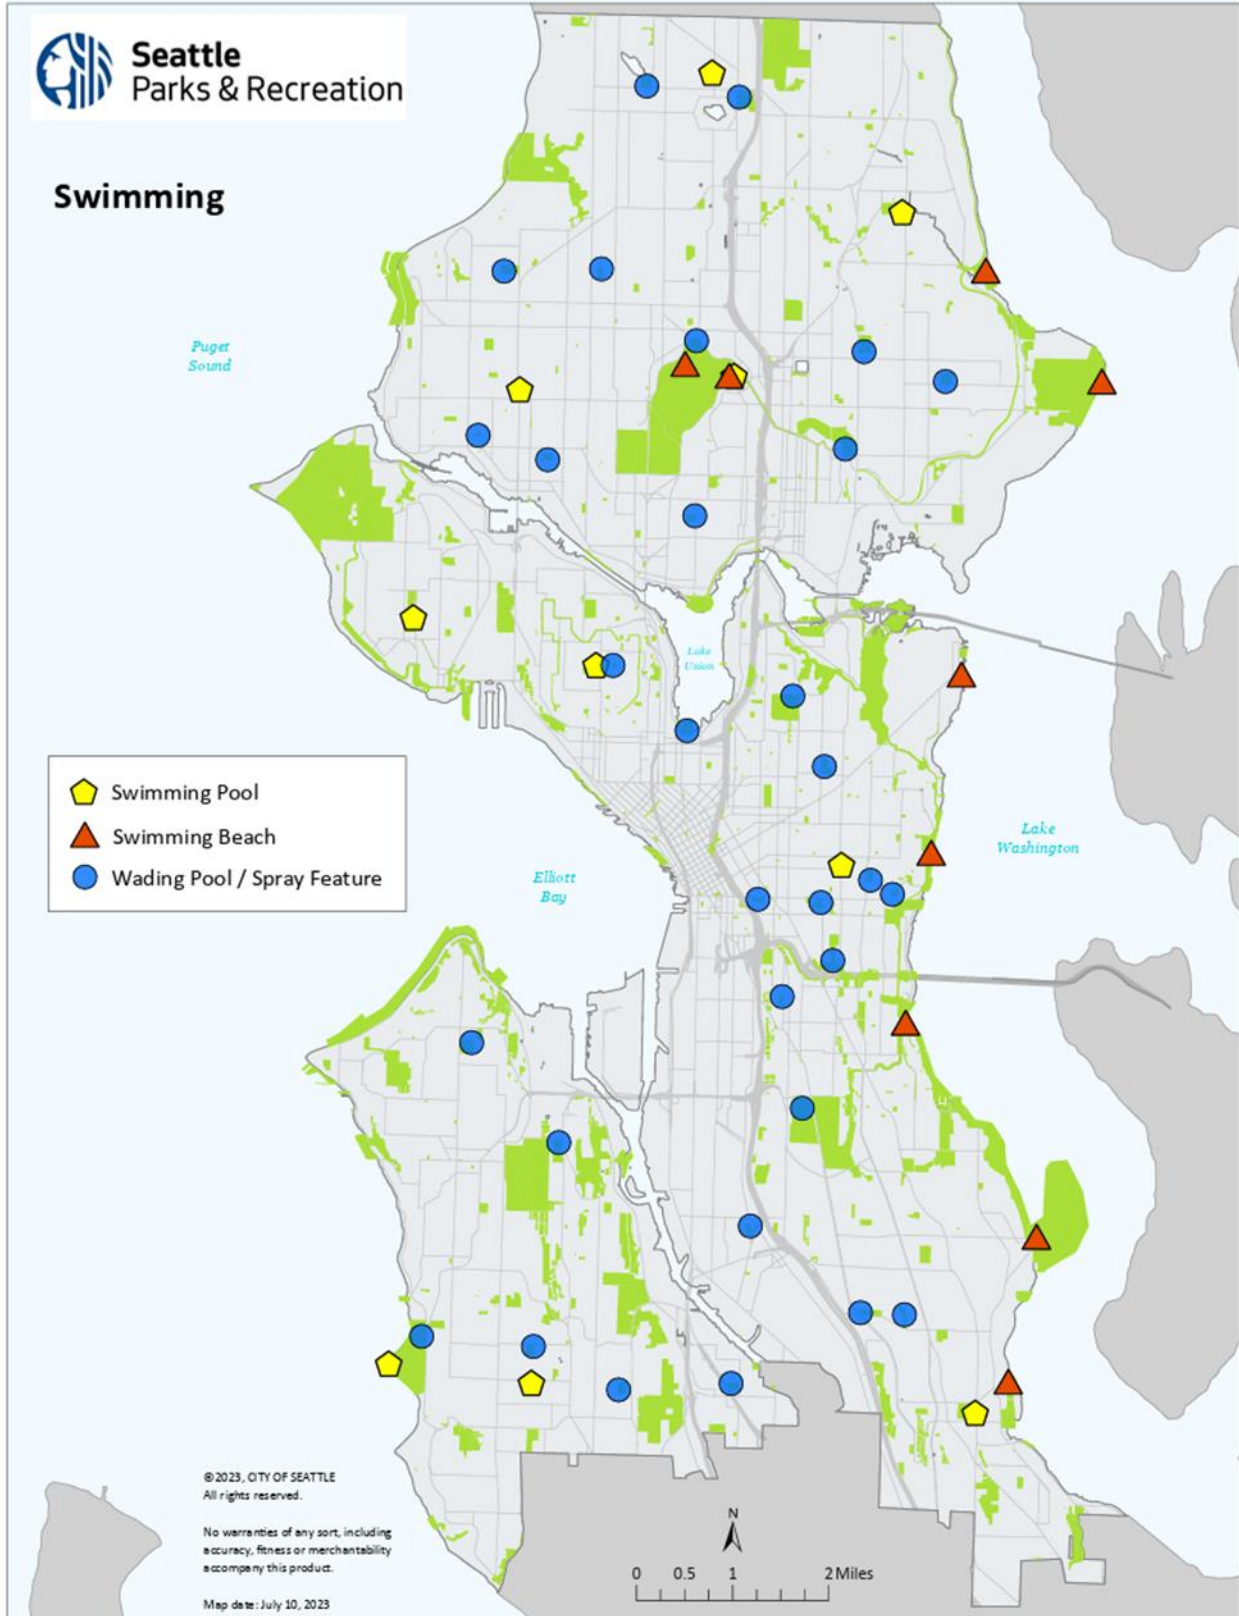 Seattle
Parks & Recreation
Swimming
Puget
Sound
Lake
Union
Swimming Pool
Swimming Beach
Wading Pool / Spray Feature
Lake
Washington
Elliott
Bay
©2023, CITY OF SEATTLE
All rights reserved.
No warranties of any sort, including
accuracy, fitness or merchantability
accompany this product.
Map date: July 10, 2023
N
0 0.5 1 2 Miles